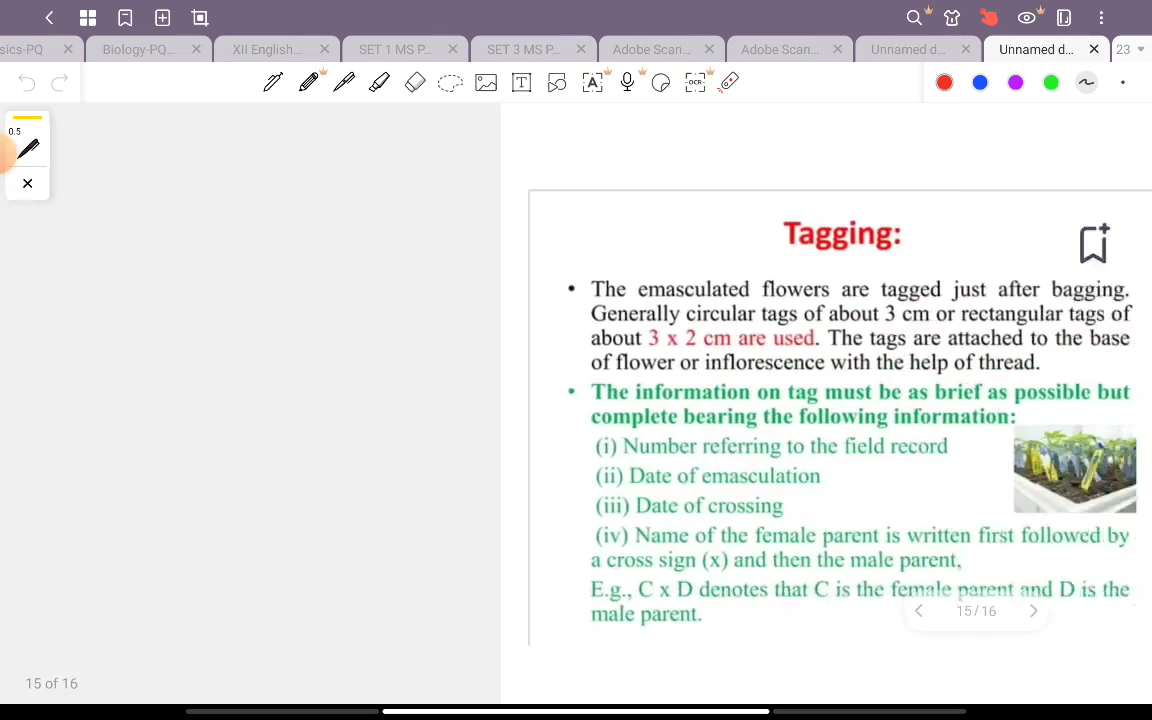 sics-PQ
Biology-PQ...
XII English...
SET 1 MS P...
SET 3 MS P...
Adobe Scan...
Adobe Scan...
Unnamed d...
Unnamed d...
23
A
OCR
0.5
Tagging:
• The emasculated flowers are tagged just after bagging.
Generally circular tags of about 3 cm or rectangular tags of
about 3 x 2 cm are used. The tags are attached to the base
of flower or inflorescence with the help of thread.
• The information on tag must be as brief as possible but
complete bearing the following information:
(i) Number referring to the field record
(ii) Date of emasculation
(iii) Date of crossing
(iv) Name of the female parent is written first followed by
a cross sign (x) and then the male parent,
E.g., C x D denotes that C is the female parent and D is the
male parent.
15/16
15 of 16